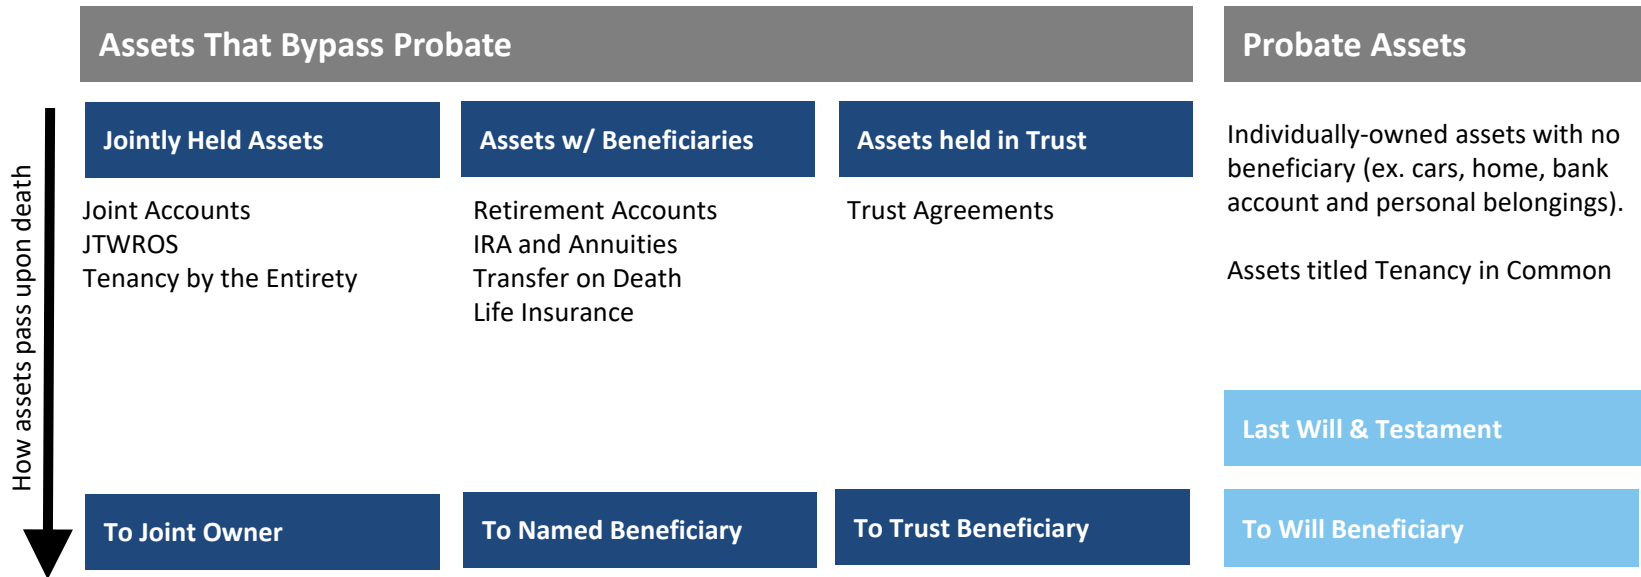 Assets That Bypass Probate
Probate Assets
How assets pass upon death
Jointly Held Assets
Joint Accounts
JTWROS
Tenancy by the Entirety
To Joint Owner
Assets w/ Beneficiaries
Retirement Accounts
IRA and Annuities
Transfer on Death
Life Insurance
To Named Beneficiary
Assets held in Trust
Trust Agreements
To Trust Beneficiary
Individually-owned assets with no
beneficiary (ex. cars, home, bank
account and personal belongings).
Assets titled Tenancy in Common
Last Will & Testament
To Will Beneficiary